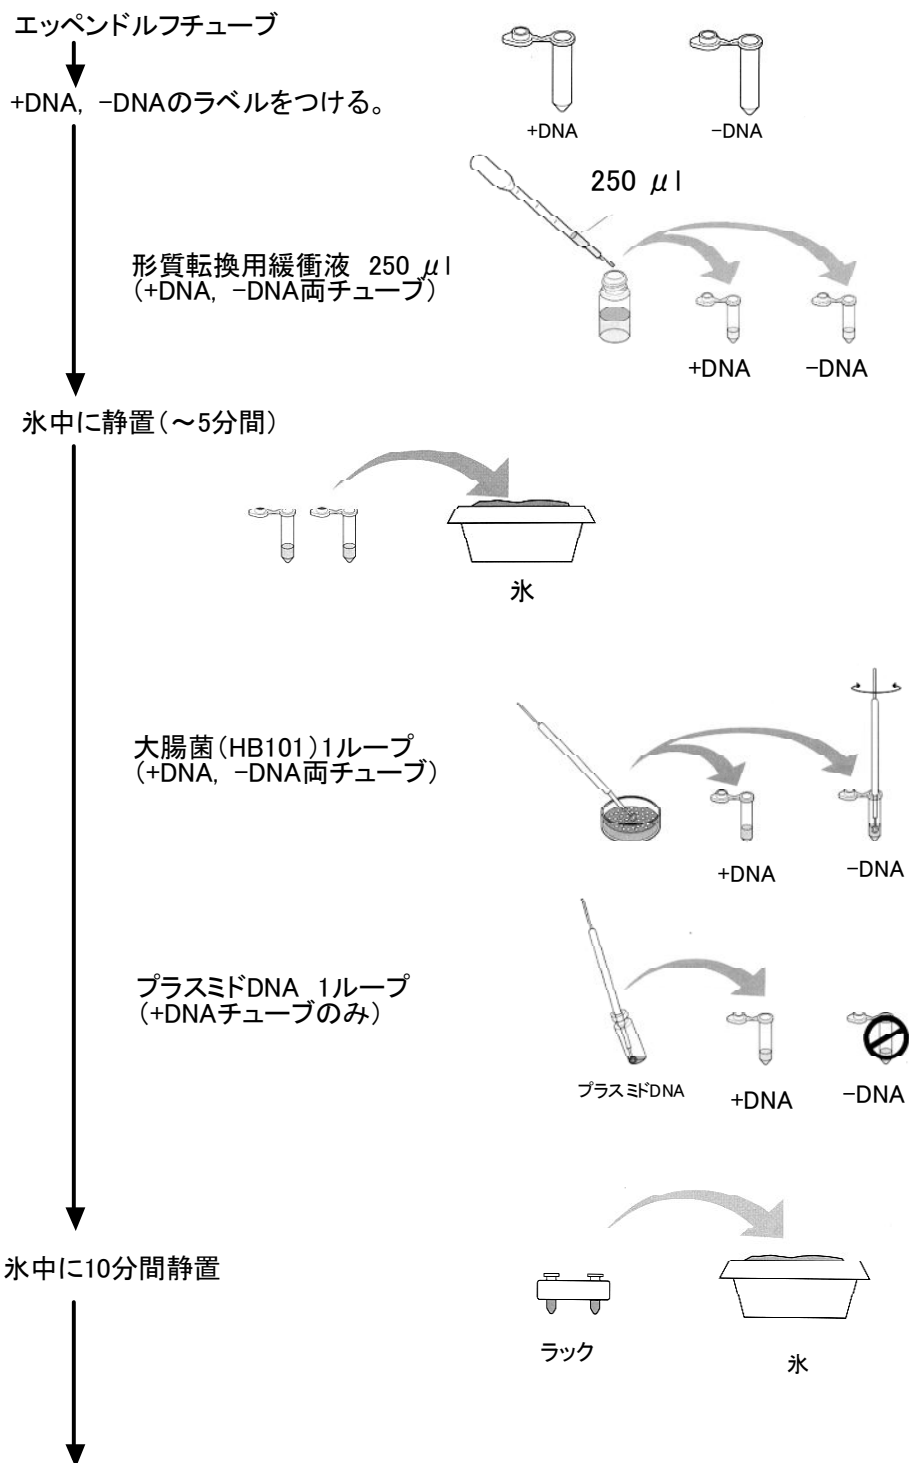 エッペンドルフチューブ
+DNA, −DNAのラベルをつける。
+DNA
−DNA
250 μl
形質転換用緩衝液 250 μl
(+DNA, −DNA両チューブ)
+DNA
−DNA
氷中に静置(~5分間)
氷
大腸菌(HB101)1ループ
(+DNA, −DNA両チューブ)
+DNA
−DNA
プラスミドDNA 1ループ
(+DNAチューブのみ)
プラスミドDNA
+DNA
−DNA
氷中に10分間静置
ラック
氷